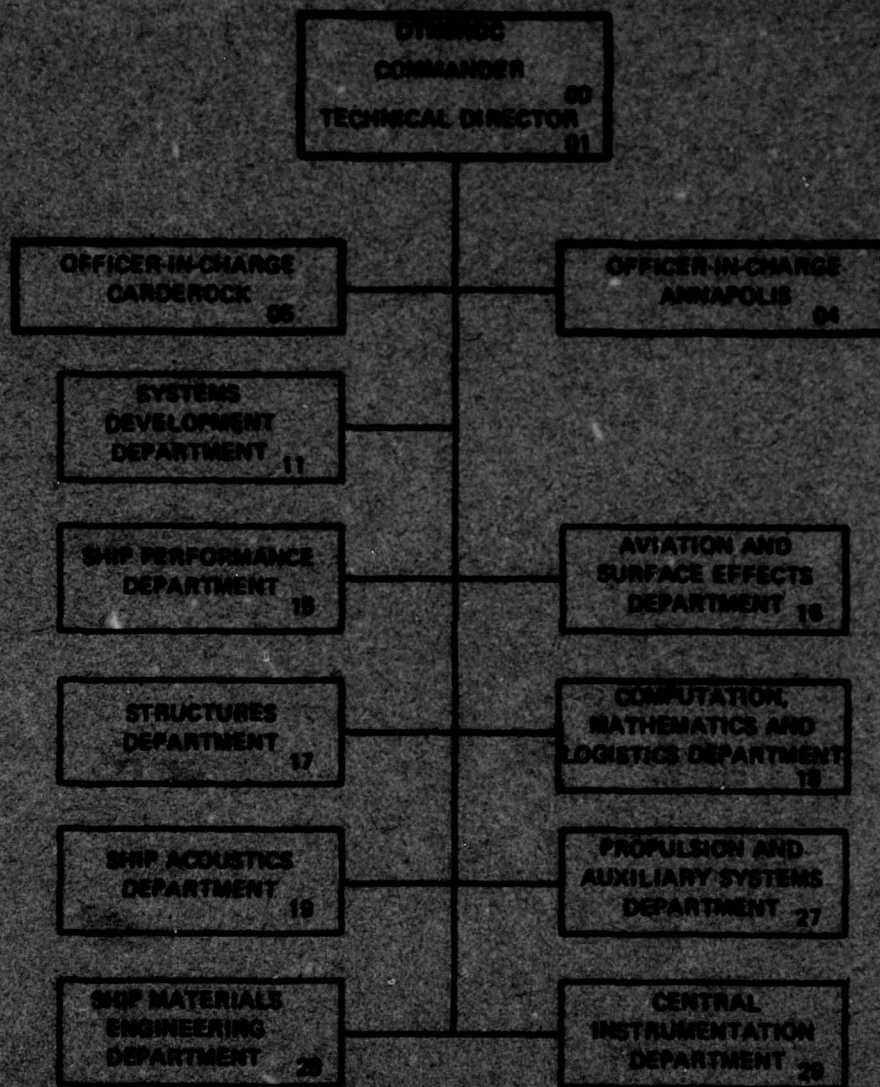 DTNSRDC
COMMANDER
00
TECHNICAL DIRECTOR
01
OFFICER-IN-CHARGE
CARDEROCK
05
OFFICER-IN-CHARGE
ANNAPOLIS
04
SYSTEMS
DEVELOPMENT
DEPARTMENT
11
SHIP PERFORMANCE
DEPARTMENT
15
AVIATION AND
SURFACE EFFECTS
DEPARTMENT
16
STRUCTURES
DEPARTMENT
17
COMPUTATION,
MATHEMATICS AND
LOGISTICS DEPARTMENT
18
SHIP ACOUSTICS
DEPARTMENT
19
PROPULSION AND
AUXILIARY SYSTEMS
DEPARTMENT
27
SHIP MATERIALS
ENGINEERING
DEPARTMENT
28
CENTRAL
INSTRUMENTATION
DEPARTMENT
29